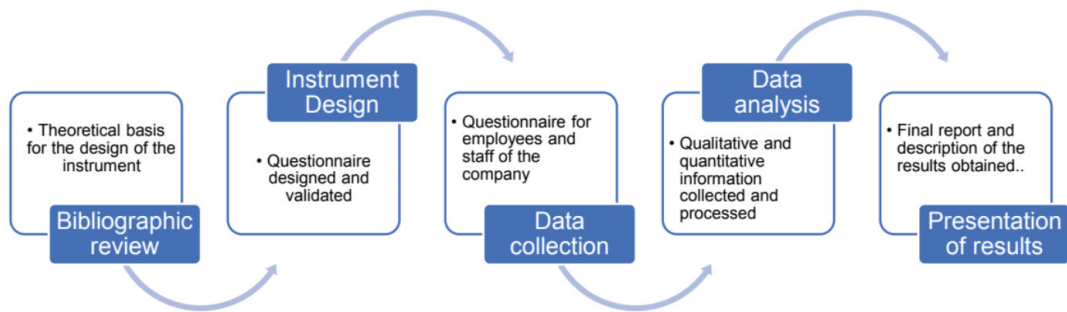 • Theoretical basis
for the design of the
instrument
Bibliographic
review
Instrument
Design
• Questionnaire
designed and
validated
• Questionnaire for
employees and
staff of the
company
Data
collection
Data
analysis
• Qualitative and
quantitative
information
collected and
processed
• Final report and
description of the
results obtained..
Presentation
of results